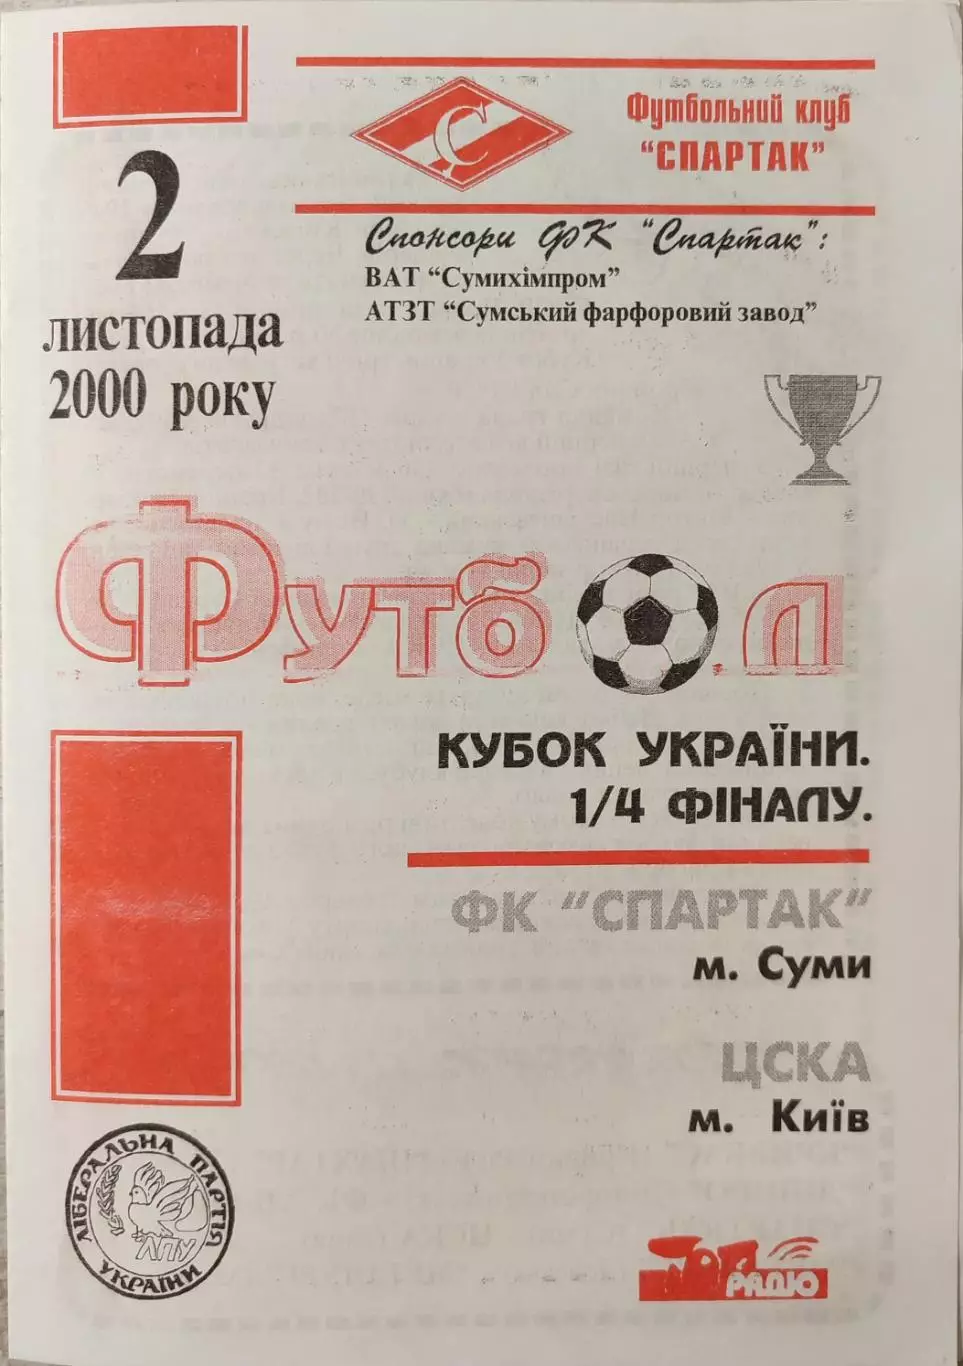 2
листопада
2000 року
Футбольний клуб
"СПАРТАК"
Спонсори ФК "Спартак":
ВАТ "Сумихімпром"
АТЗТ "Сумський фарфоровий завод"
Футбол
КУБОК УКРАЇНИ.
1/4 ФІНАЛУ.
ФК "СПАРТАК"
м. Суми
ЦСКА
м. Київ
ЛІБЕРАЛЬНА ПАРТІЯ УКРАЇНИ
ЛПУ
ТОП РАДІО